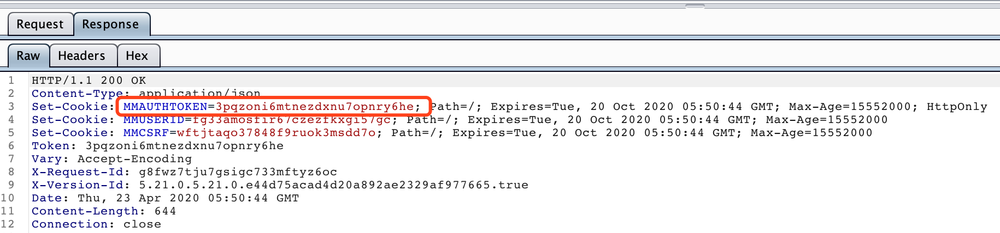 Request Response
Raw Headers Hex
1 HTTP/1.1 200 OK
2 Content-Type: application/json
3 Set-Cookie: MMAUTHTOKEN=3pqzoni6mtnezdxnu7opnry6he; Path=/; Expires=Tue, 20 Oct 2020 05:50:44 GMT; Max-Age=15552000; HttpOnly
4 Set-Cookie: MMUSERID=fg33amosfir67czezfkxgi57gc; Path=/; Expires=Tue, 20 Oct 2020 05:50:44 GMT; Max-Age=15552000
5 Set-Cookie: MMCSRF=wftjtaqo37848f9ruok3msdd7o; Path=/; Expires=Tue, 20 Oct 2020 05:50:44 GMT; Max-Age=15552000
6 Token: 3pqzoni6mtnezdxnu7opnry6he
7 Vary: Accept-Encoding
8 X-Request-Id: g8fwz7tju7gsigc733mftyz6oc
9 X-Version-Id: 5.21.0.5.21.0.e44d75acad4d20a892ae2329af977665.true
10 Date: Thu, 23 Apr 2020 05:50:44 GMT
11 Content-Length: 644
12 Connection: close